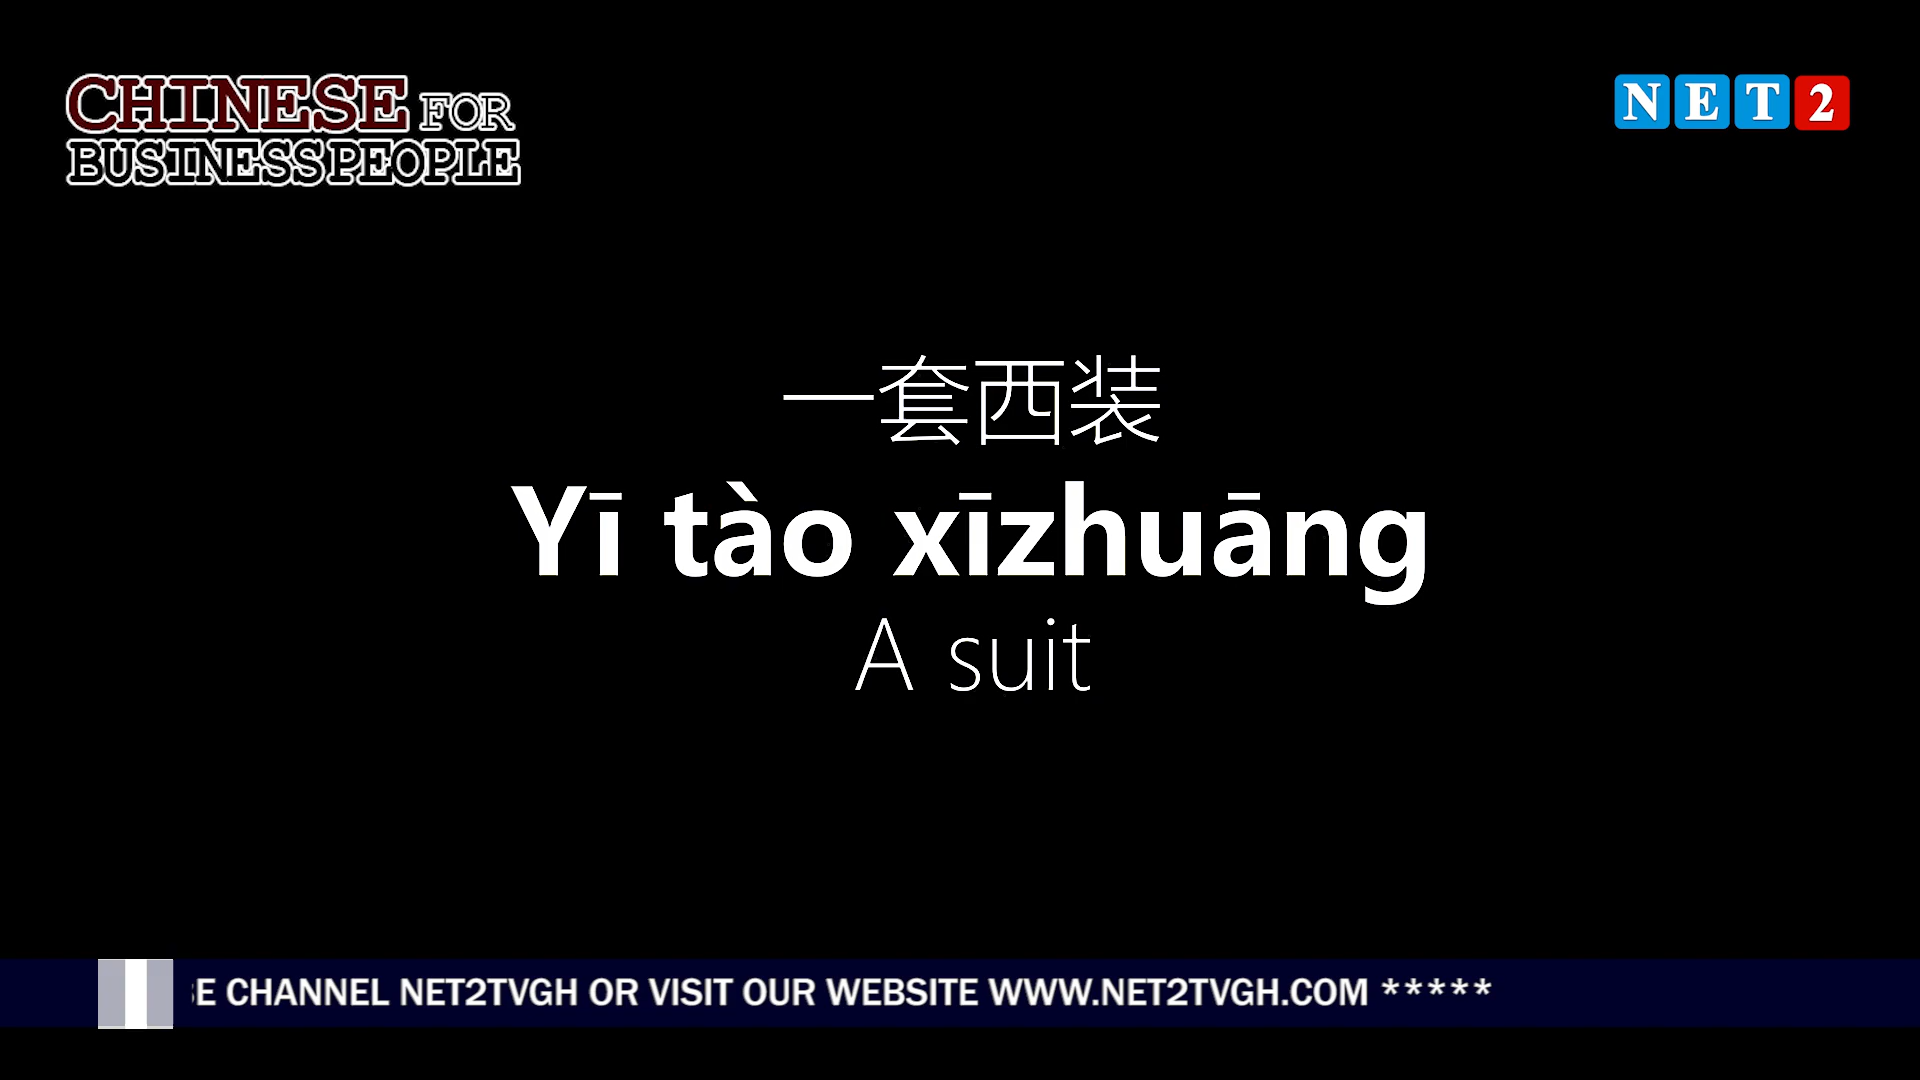 CHINESE FOR
BUSINESSPEOPLE
NET2
一套西装
Yī tào xīzhuāng
A suit
E CHANNEL NET2TVGH OR VISIT OUR WEBSITE WWW.NET2TVGH.COM *****